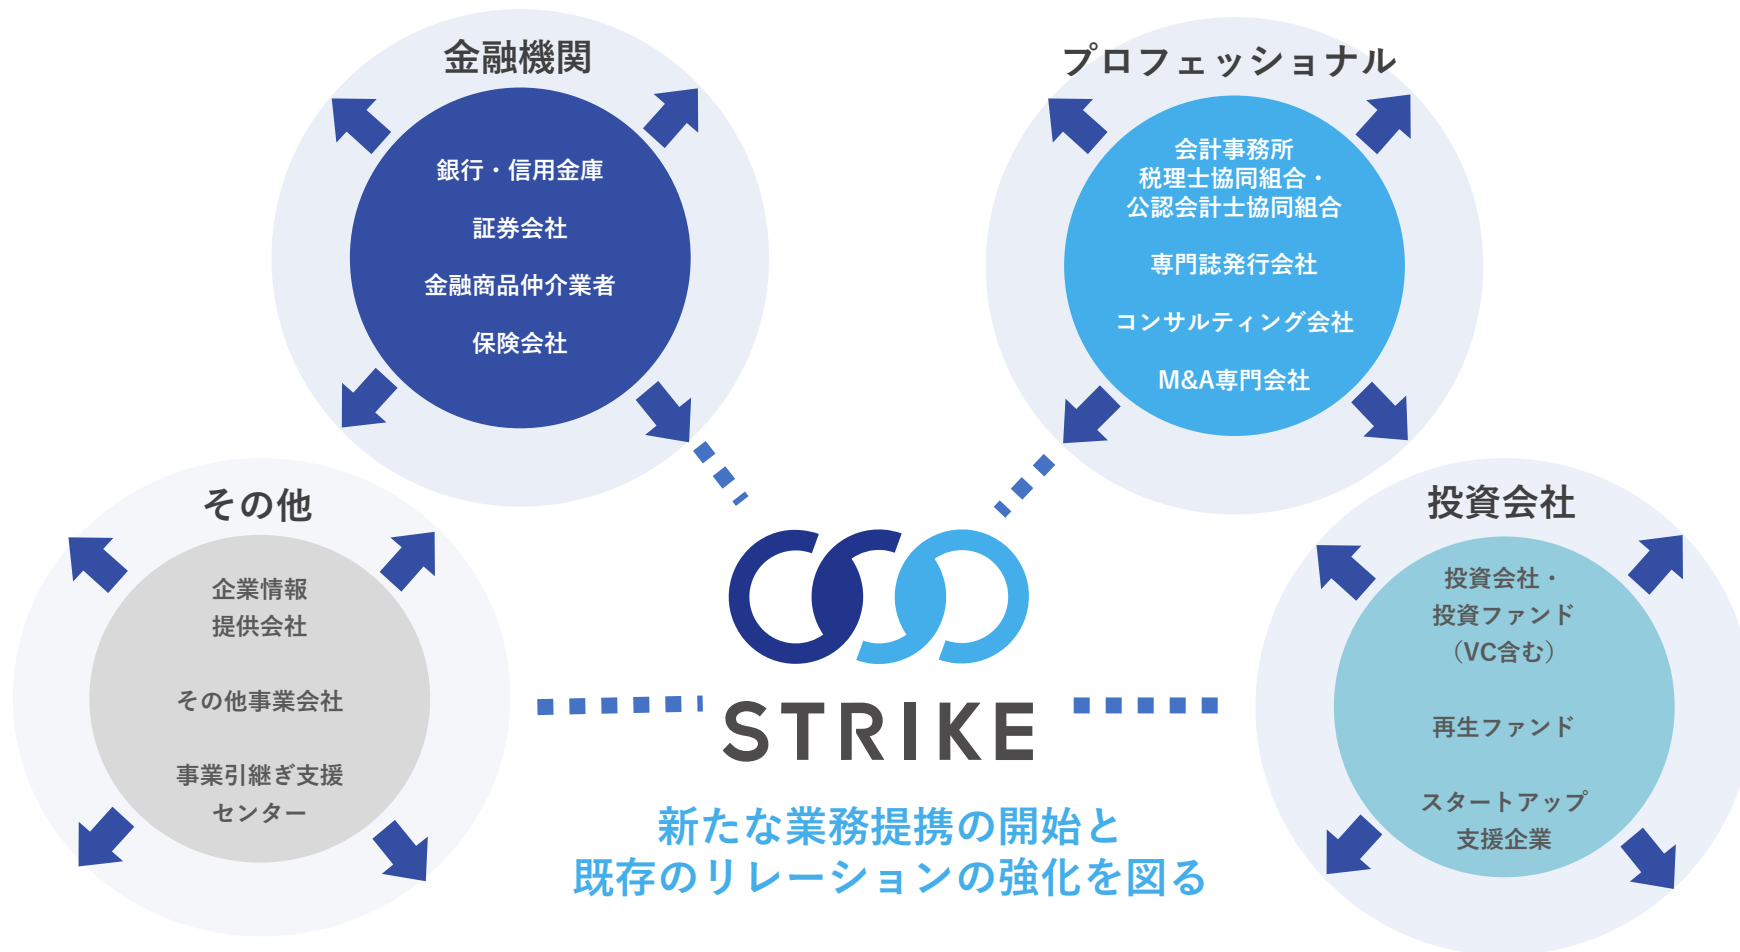 金融機関
銀行・信用金庫
証券会社
金融商品仲介業者
保険会社
プロフェッショナル
会計事務所
税理士協同組合・
公認会計士協同組合
専門誌発行会社
コンサルティング会社
M&A専門会社
その他
企業情報
提供会社
その他事業会社
事業引継ぎ支援
センター
投資会社
投資会社・
投資ファンド
（VC含む）
再生ファンド
スタートアップ
支援企業
STRIKE
新たな業務提携の開始と
既存のリレーションの強化を図る